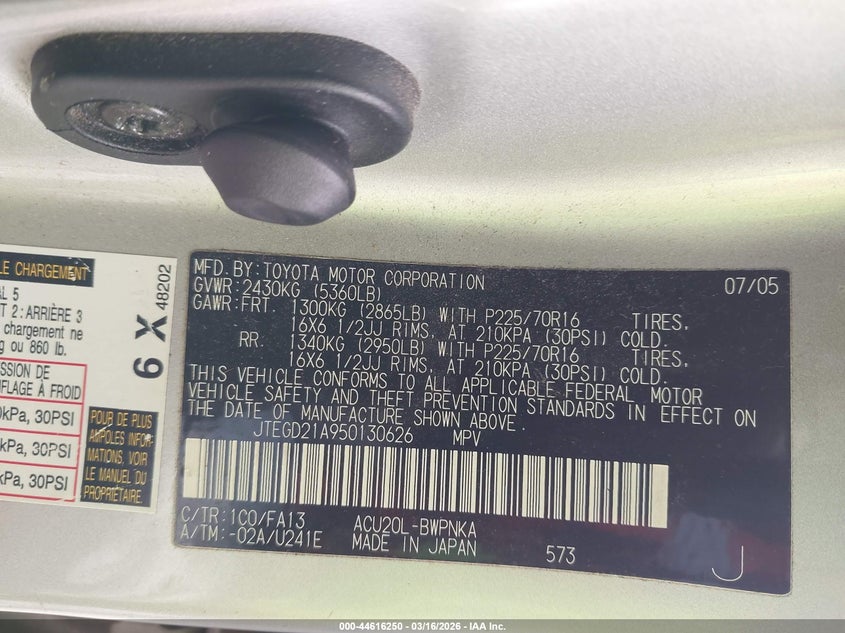 LE CHARGEMENT
AL 5
T 2: ARRIÈRE 3
chargement ne
g ou 860 lb.
SSION DE
NFLAGE À FROID
kPa, 30PSI
kPa, 30PSI
kPa, 30PSI
6 X 48202
POUR DE PLUS
AMPLES INFOR
MATIONS, VOIR
LE MANUEL DU
PROPRIÉTAIRE.
MFD. BY: TOYOTA MOTOR CORPORATION 07/05
GVWR: 2430KG (5360LB)
GAWR: FRT. 1300KG (2865LB) WITH P225/70R16 TIRES,
16X6 1/2JJ RIMS, AT 210KPA (30PSI) COLD.
RR. 1340KG (2950LB) WITH P225/70R16 TIRES,
16X6 1/2JJ RIMS, AT 210KPA (30PSI) COLD.
THIS VEHICLE CONFORMS TO ALL APPLICABLE FEDERAL MOTOR
VEHICLE SAFETY AND THEFT PREVENTION STANDARDS IN EFFECT ON
THE DATE OF MANUFACTURE SHOWN ABOVE.
JTEGD21A950130626 MPV
C/TR: 1C0/FA13 ACU20L-BWPNKA
A/TM: -02A/U241E MADE IN JAPAN 573 J
000-44616250 - 03/16/2026 - IAA Inc.